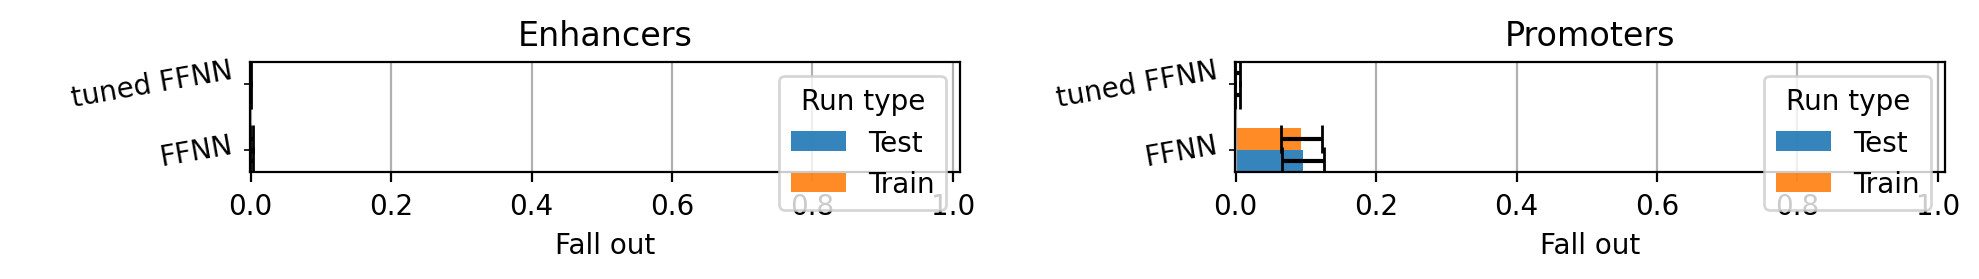 Enhancers
tuned FFNN
FFNN
Run type
Test
Train
0.0 0.2 0.4 0.6 0.8 1.0
Fall out
Promoters
tuned FFNN
FFNN
Run type
Test
Train
0.0 0.2 0.4 0.6 0.8 1.0
Fall out